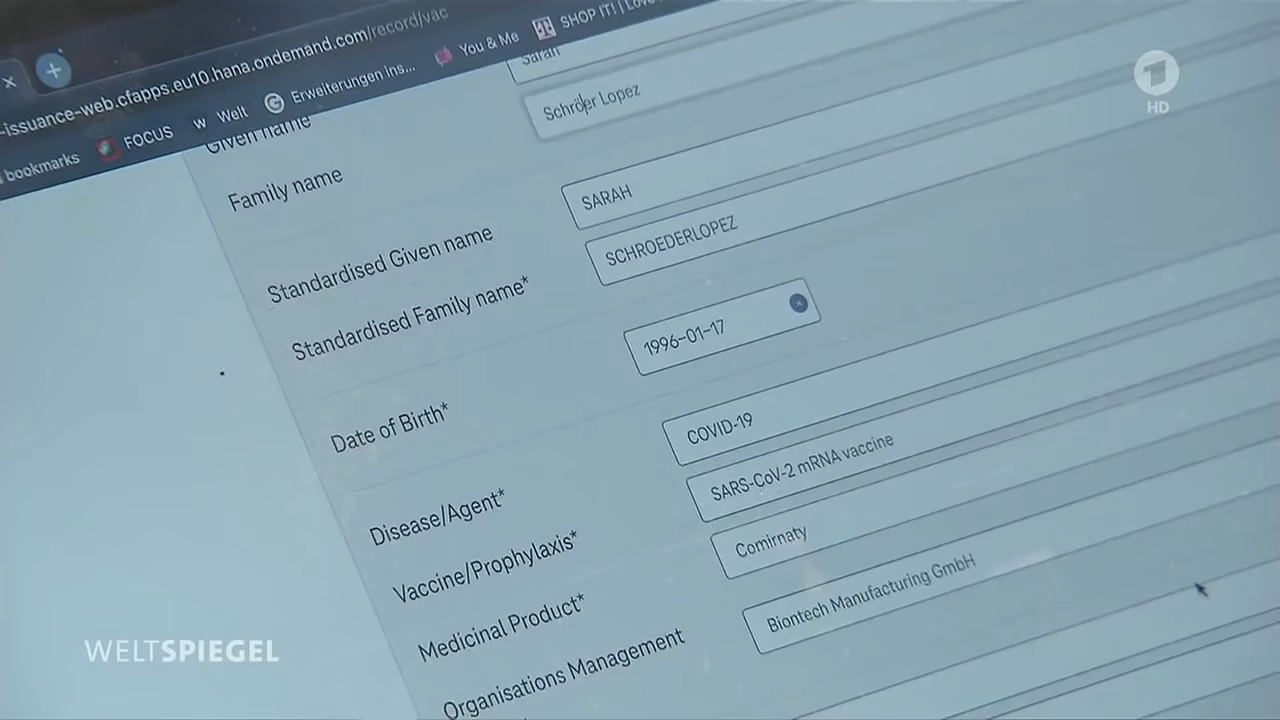 -issuance-web.cfapps.eu10.hana.ondemand.com/record/vac
bookmarks FOCUS W Welt Erweiterungen ins... You & Me SHOP IT! | Love
HD
Given name Sarah
Family name Schröer Lopez
Standardised Given name SARAH
Standardised Family name* SCHROEDERLOPEZ
Date of Birth* 1996-01-17
Disease/Agent* COVID-19
Vaccine/Prophylaxis* SARS-CoV-2 mRNA vaccine
Medicinal Product* Comirnaty
Organisations Management Biontech Manufacturing GmbH
WELTSPIEGEL